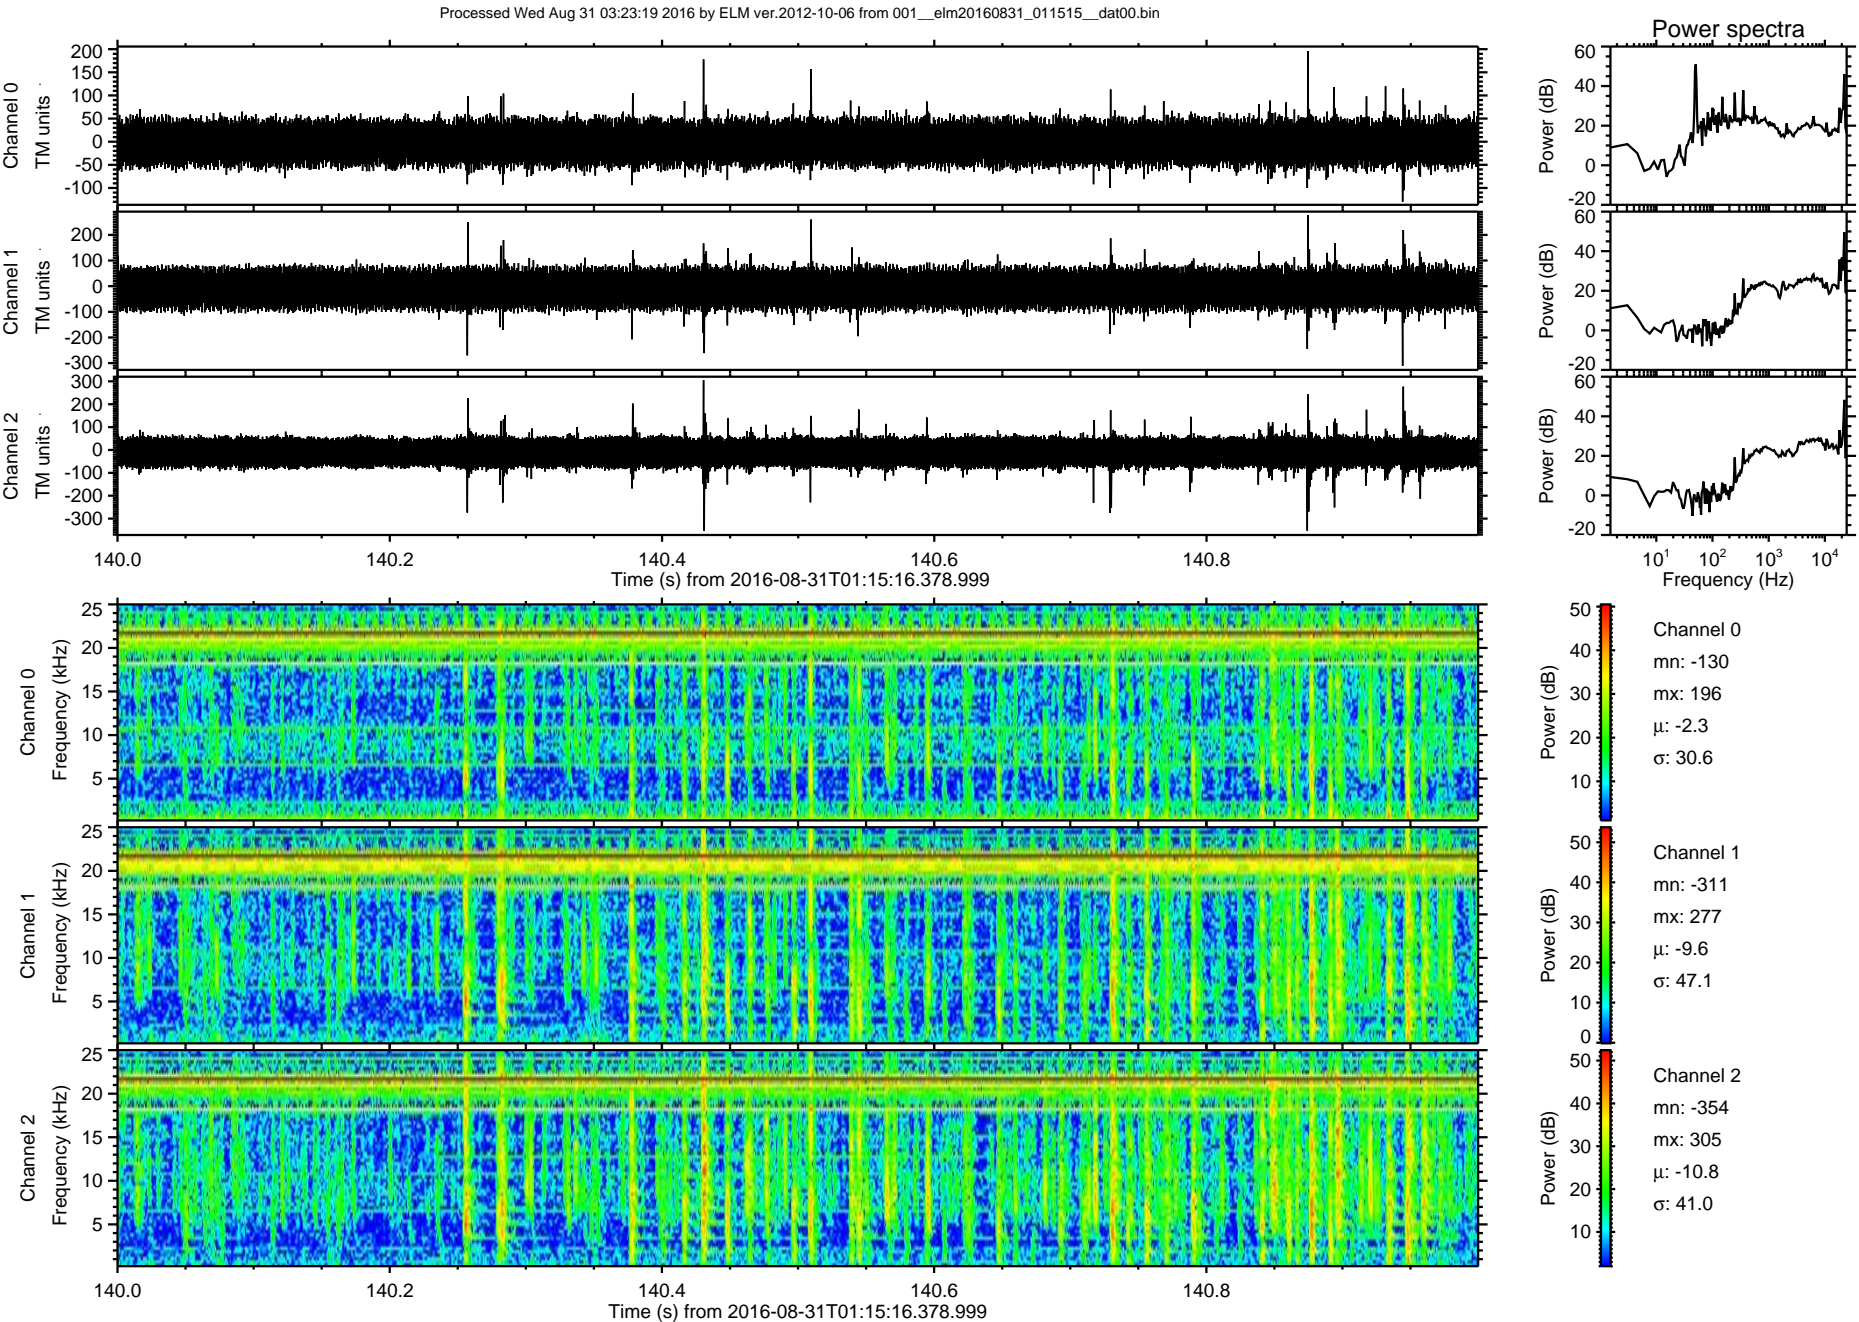 Processed Wed Aug 31 03:23:19 2016 by ELM ver.2012-10-06 from 001__elm20160831_011515__dat00.bin
Power spectra
Channel 0
TM units
200
150
100
50
0
-50
-100
Power (dB)
60
40
20
0
-20
Channel 1
TM units
200
100
0
-100
-200
-300
Power (dB)
60
40
20
0
-20
Channel 2
TM units
300
200
100
0
-100
-200
-300
Power (dB)
60
40
20
0
-20
140.0 140.2 140.4 140.6 140.8
Time (s) from 2016-08-31T01:15:16.378.999
10¹ 10² 10³ 10⁴
Frequency (Hz)
Channel 0
Frequency (kHz)
25
20
15
10
5
Power (dB)
50
40
30
20
10
Channel 0
mn: -130
mx: 196
μ: -2.3
σ: 30.6
Channel 1
Frequency (kHz)
25
20
15
10
5
Power (dB)
50
40
30
20
10
0
Channel 1
mn: -311
mx: 277
μ: -9.6
σ: 47.1
Channel 2
Frequency (kHz)
25
20
15
10
5
Power (dB)
50
40
30
20
10
Channel 2
mn: -354
mx: 305
μ: -10.8
σ: 41.0
140.0 140.2 140.4 140.6 140.8
Time (s) from 2016-08-31T01:15:16.378.999